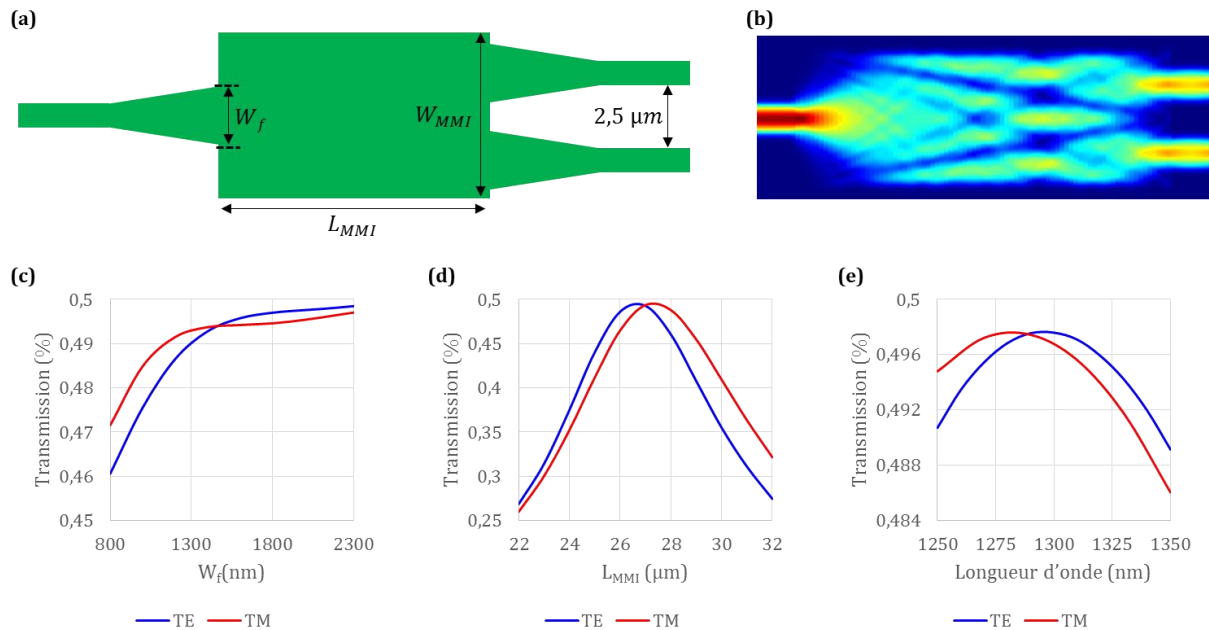 (a)
W_f
W_MMI
2,5 μm
L_MMI
(b)
(c)
Transmission (%)
0,5
0,49
0,48
0,47
0,46
0,45
800 1300 1800 2300
W_f(nm)
TE TM
(d)
Transmission (%)
0,5
0,45
0,4
0,35
0,3
0,25
22 24 26 28 30 32
L_MMI (μm)
TE TM
(e)
Transmission (%)
0,5
0,496
0,492
0,488
0,484
1250 1275 1300 1325 1350
Longueur d'onde (nm)
TE TM